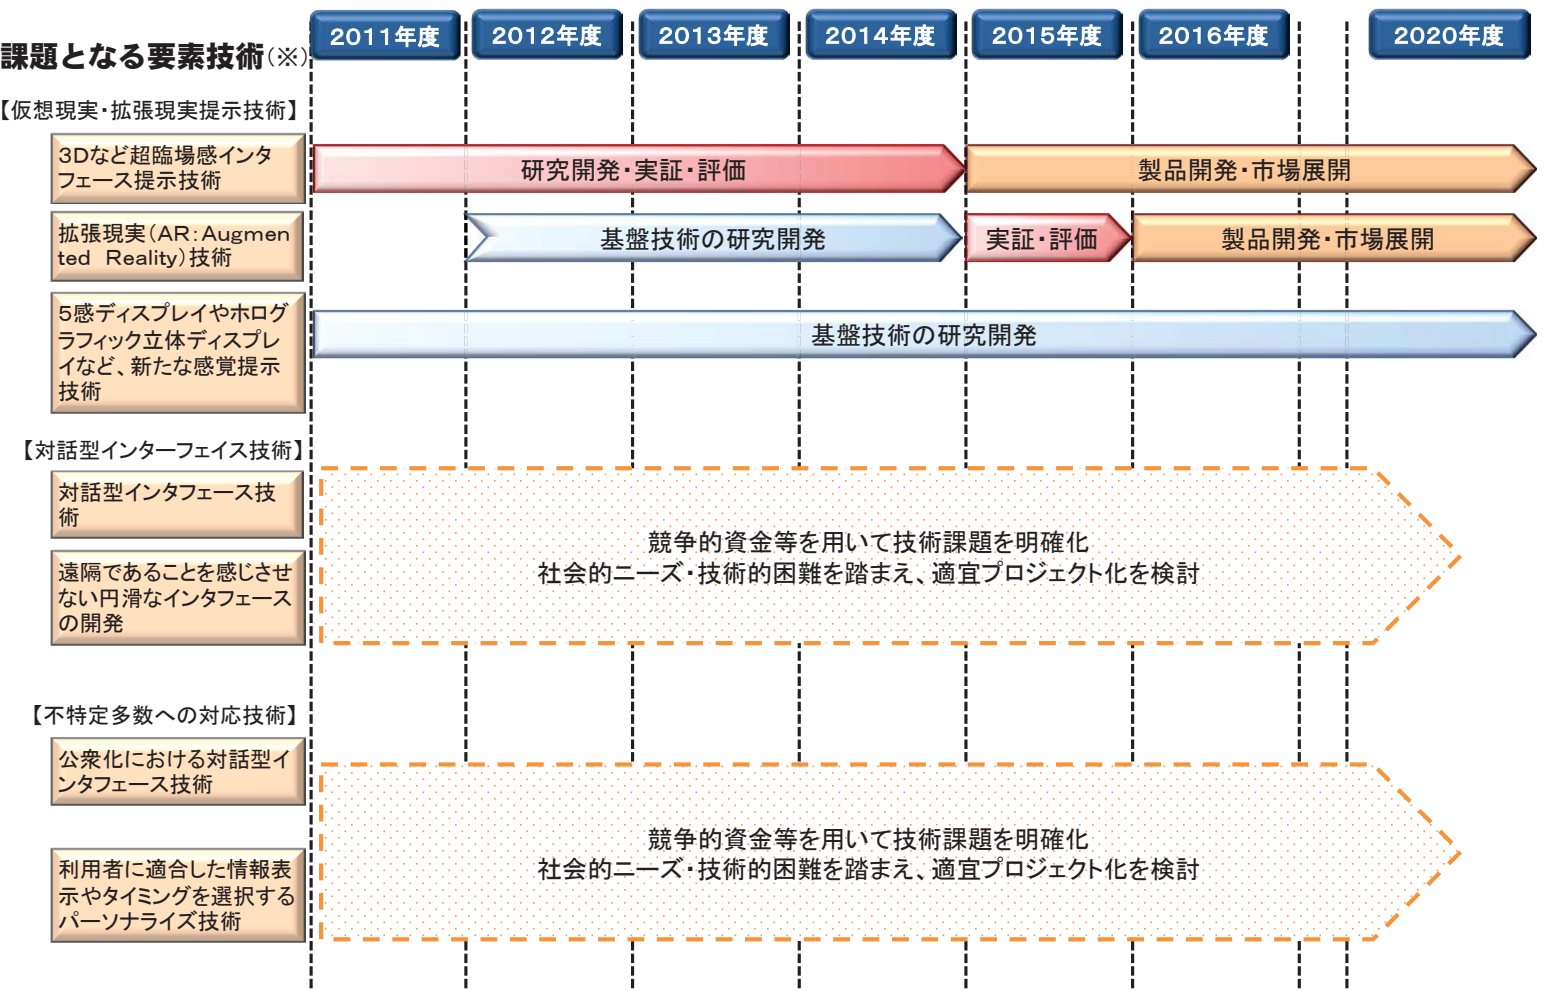 課題となる要素技術(※)
2011年度
2012年度
2013年度
2014年度
2015年度
2016年度
2020年度
【仮想現実・拡張現実提示技術】
3Dなど超臨場感インタ
フェース提示技術
研究開発・実証・評価
製品開発・市場展開
拡張現実(AR:Augmen
ted Reality)技術
基盤技術の研究開発
実証・評価
製品開発・市場展開
5感ディスプレイやホログ
ラフィック立体ディスプレ
イなど、新たな感覚提示
技術
基盤技術の研究開発
【対話型インターフェイス技術】
対話型インタフェース技
術
遠隔であることを感じさせ
ない円滑なインタフェース
の開発
競争的資金等を用いて技術課題を明確化
社会的ニーズ・技術的困難を踏まえ、適宜プロジェクト化を検討
【不特定多数への対応技術】
公衆化における対話型イ
ンタフェース技術
利用者に適合した情報表
示やタイミングを選択する
パーソナライズ技術
競争的資金等を用いて技術課題を明確化
社会的ニーズ・技術的困難を踏まえ、適宜プロジェクト化を検討